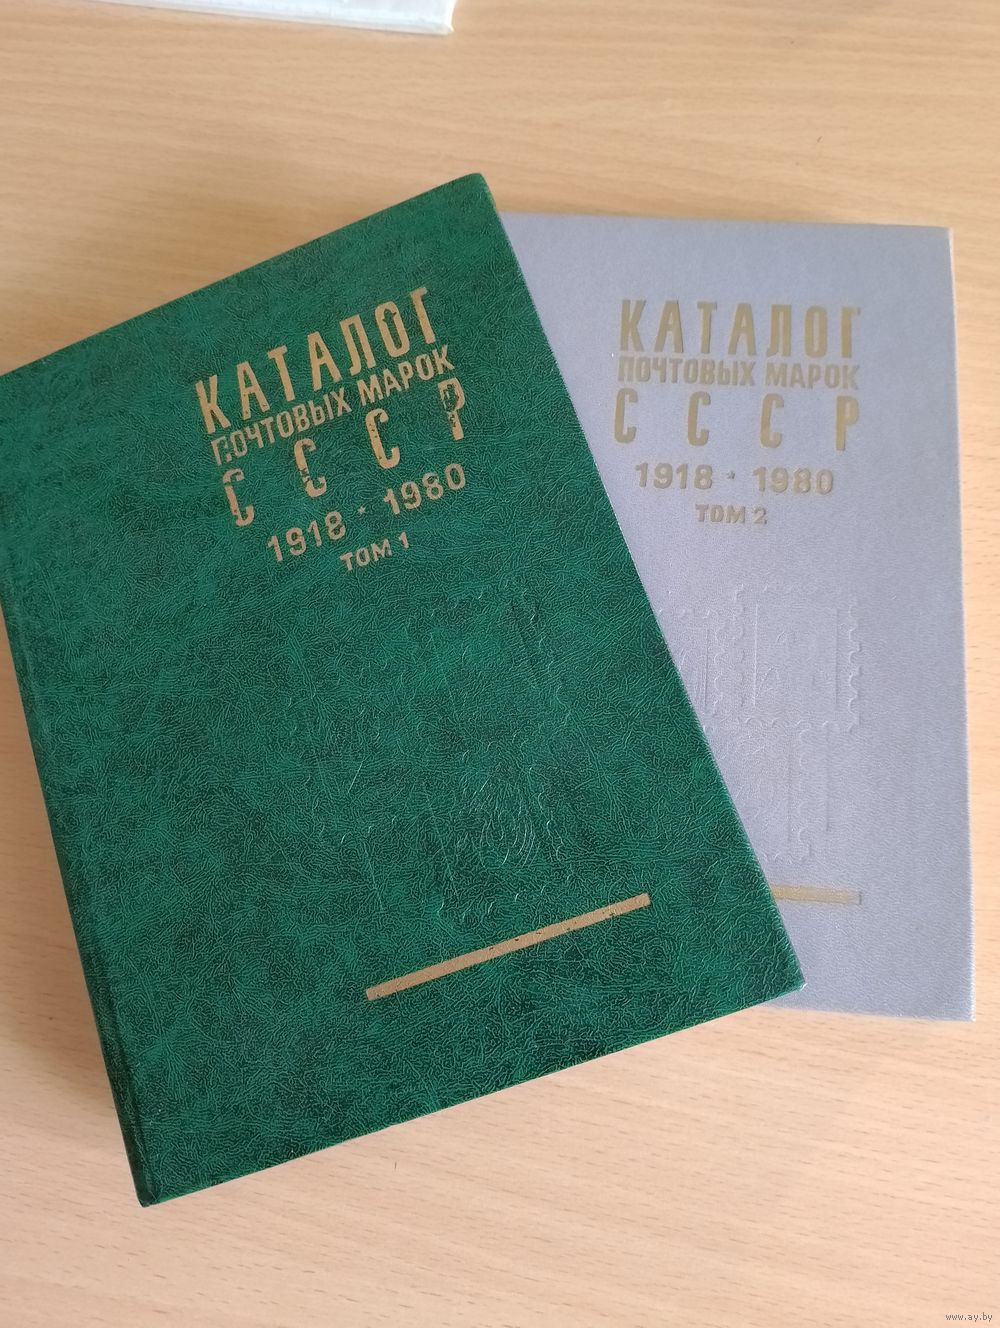 КАТАЛОГ
ПОЧТОВЫХ МАРОК
СССР
1918 · 1980
ТОМ 1
КАТАЛОГ
ПОЧТОВЫХ МАРОК
СССР
1918 · 1980
ТОМ 2
www.ay.by